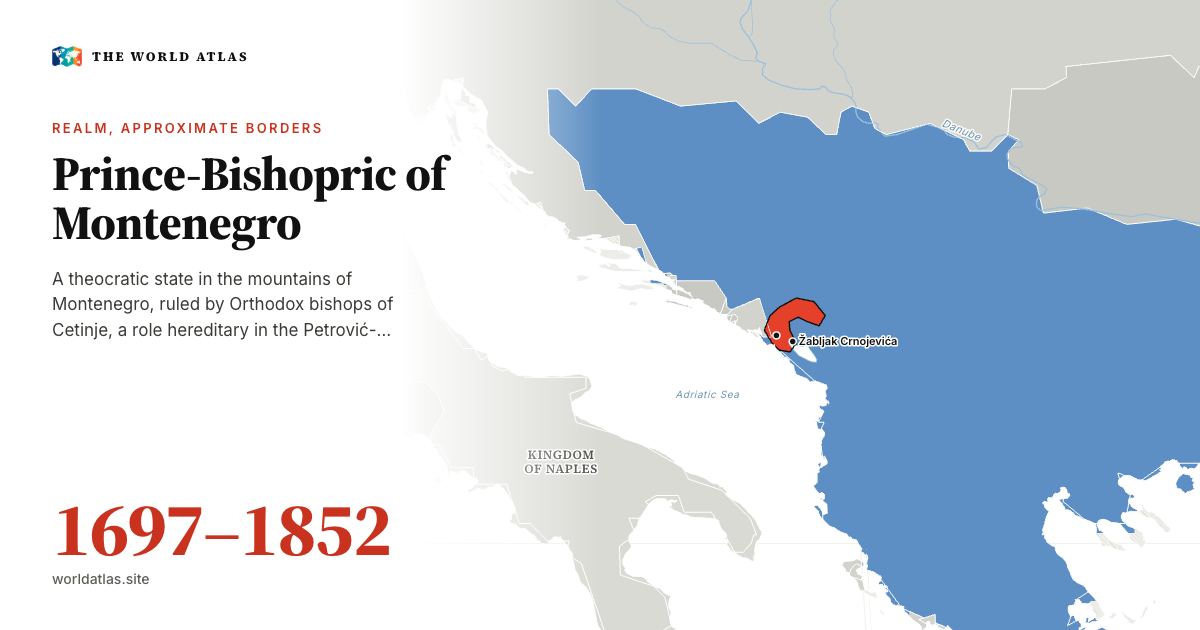 THE WORLD ATLAS
REALM, APPROXIMATE BORDERS
Prince-Bishopric of
Montenegro
A theocratic state in the mountains of
Montenegro, ruled by Orthodox bishops of
Cetinje, a role hereditary in the Petrović-...
1697–1852
worldatlas.site
Danube
Žabljak Crnojevića
Adriatic Sea
KINGDOM
OF NAPLES